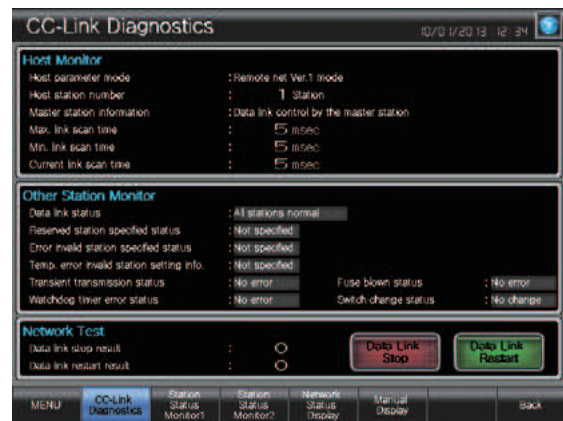 CC-Link Diagnostics
10/01/2013 12:34
Host Monitor
Host parameter mode : Remote net Ver.1 mode
Host station number : 1 Station
Master station information : Data link control by the master station
Max. link scan time : 5 msec
Min. link scan time : 5 msec
Current link scan time : 5 msec
Other Station Monitor
Data link status : All stations normal
Reserved station specified status : Not specified
Error invalid station specified status : Not specified
Temp. error invalid station setting info. : Not specified
Transient transmission status : No error Fuse blown status : No error
Watchdog timer error status : No error Switch change status : No change
Network Test
Data link stop result : O
Data link restart result : O
Data Link Stop
Data Link Restart
MENU
CC-Link Diagnostics
Station Status Monitor1
Station Status Monitor2
Network Status Display
Manual Display
Back